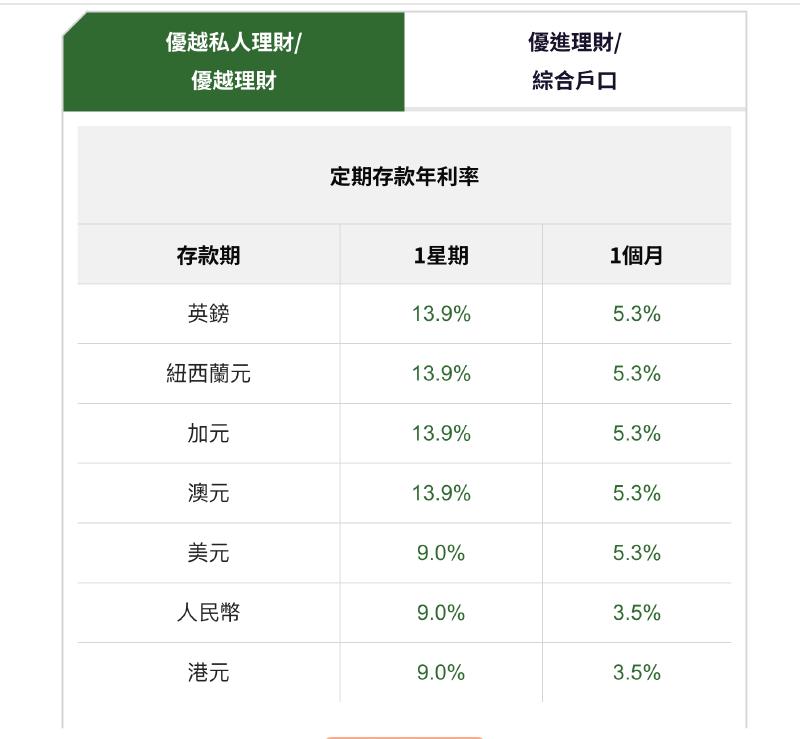 優越私人理財/
優越理財
優進理財/
綜合戶口
定期存款年利率
存款期 1星期 1個月
英鎊 13.9% 5.3%
紐西蘭元 13.9% 5.3%
加元 13.9% 5.3%
澳元 13.9% 5.3%
美元 9.0% 5.3%
人民幣 9.0% 3.5%
港元 9.0% 3.5%